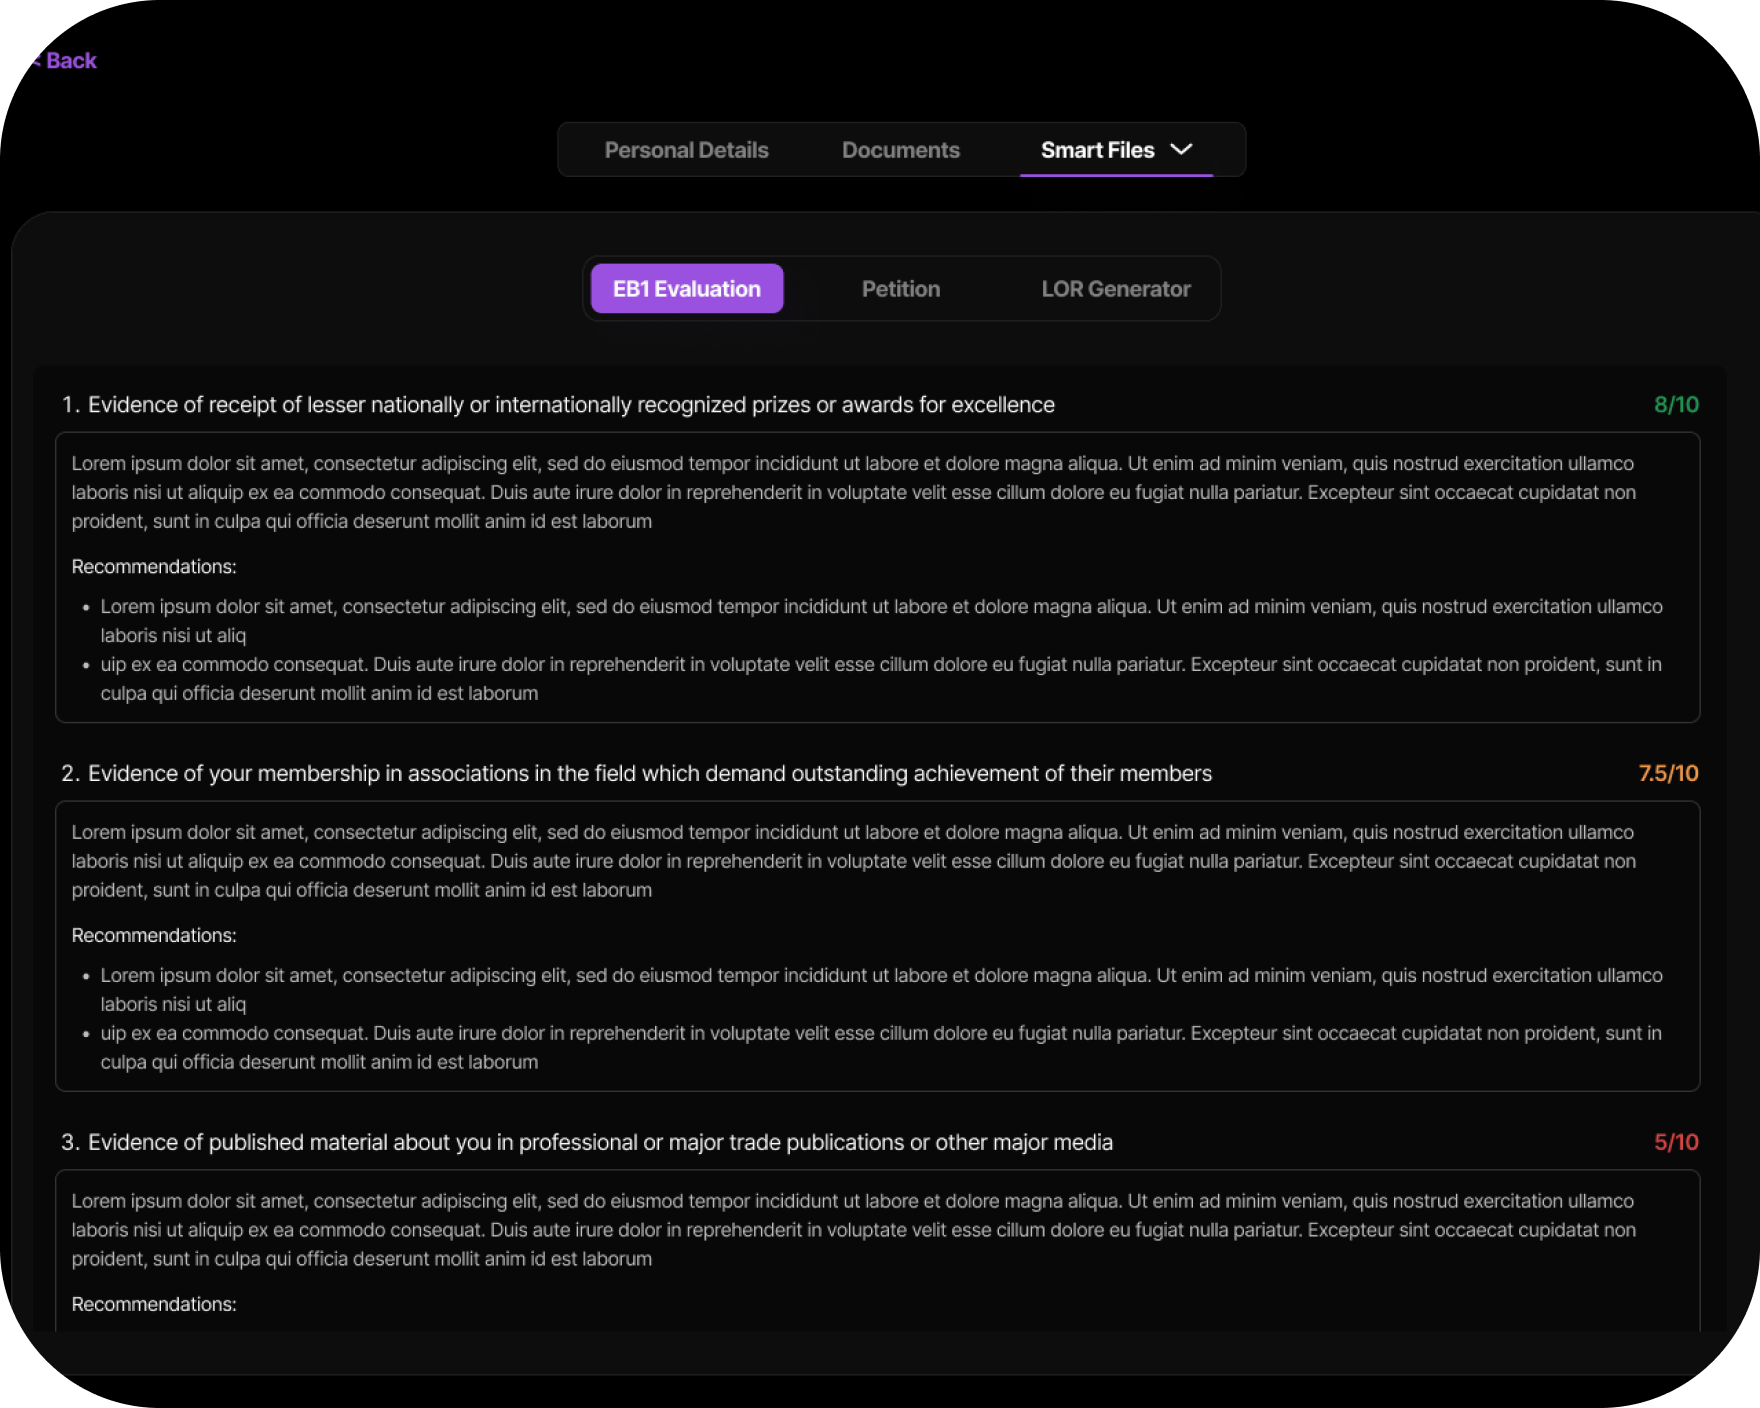 < Back
Personal Details Documents Smart Files
EB1 Evaluation Petition LOR Generator
1. Evidence of receipt of lesser nationally or internationally recognized prizes or awards for excellence 8/10
Lorem ipsum dolor sit amet, consectetur adipiscing elit, sed do eiusmod tempor incididunt ut labore et dolore magna aliqua. Ut enim ad minim veniam, quis nostrud exercitation ullamco
laboris nisi ut aliquip ex ea commodo consequat. Duis aute irure dolor in reprehenderit in voluptate velit esse cillum dolore eu fugiat nulla pariatur. Excepteur sint occaecat cupidatat non
proident, sunt in culpa qui officia deserunt mollit anim id est laborum
Recommendations:
• Lorem ipsum dolor sit amet, consectetur adipiscing elit, sed do eiusmod tempor incididunt ut labore et dolore magna aliqua. Ut enim ad minim veniam, quis nostrud exercitation ullamco
laboris nisi ut aliq
• uip ex ea commodo consequat. Duis aute irure dolor in reprehenderit in voluptate velit esse cillum dolore eu fugiat nulla pariatur. Excepteur sint occaecat cupidatat non proident, sunt in
culpa qui officia deserunt mollit anim id est laborum
2. Evidence of your membership in associations in the field which demand outstanding achievement of their members 7.5/10
Lorem ipsum dolor sit amet, consectetur adipiscing elit, sed do eiusmod tempor incididunt ut labore et dolore magna aliqua. Ut enim ad minim veniam, quis nostrud exercitation ullamco
laboris nisi ut aliquip ex ea commodo consequat. Duis aute irure dolor in reprehenderit in voluptate velit esse cillum dolore eu fugiat nulla pariatur. Excepteur sint occaecat cupidatat non
proident, sunt in culpa qui officia deserunt mollit anim id est laborum
Recommendations:
• Lorem ipsum dolor sit amet, consectetur adipiscing elit, sed do eiusmod tempor incididunt ut labore et dolore magna aliqua. Ut enim ad minim veniam, quis nostrud exercitation ullamco
laboris nisi ut aliq
• uip ex ea commodo consequat. Duis aute irure dolor in reprehenderit in voluptate velit esse cillum dolore eu fugiat nulla pariatur. Excepteur sint occaecat cupidatat non proident, sunt in
culpa qui officia deserunt mollit anim id est laborum
3. Evidence of published material about you in professional or major trade publications or other major media 5/10
Lorem ipsum dolor sit amet, consectetur adipiscing elit, sed do eiusmod tempor incididunt ut labore et dolore magna aliqua. Ut enim ad minim veniam, quis nostrud exercitation ullamco
laboris nisi ut aliquip ex ea commodo consequat. Duis aute irure dolor in reprehenderit in voluptate velit esse cillum dolore eu fugiat nulla pariatur. Excepteur sint occaecat cupidatat non
proident, sunt in culpa qui officia deserunt mollit anim id est laborum
Recommendations: